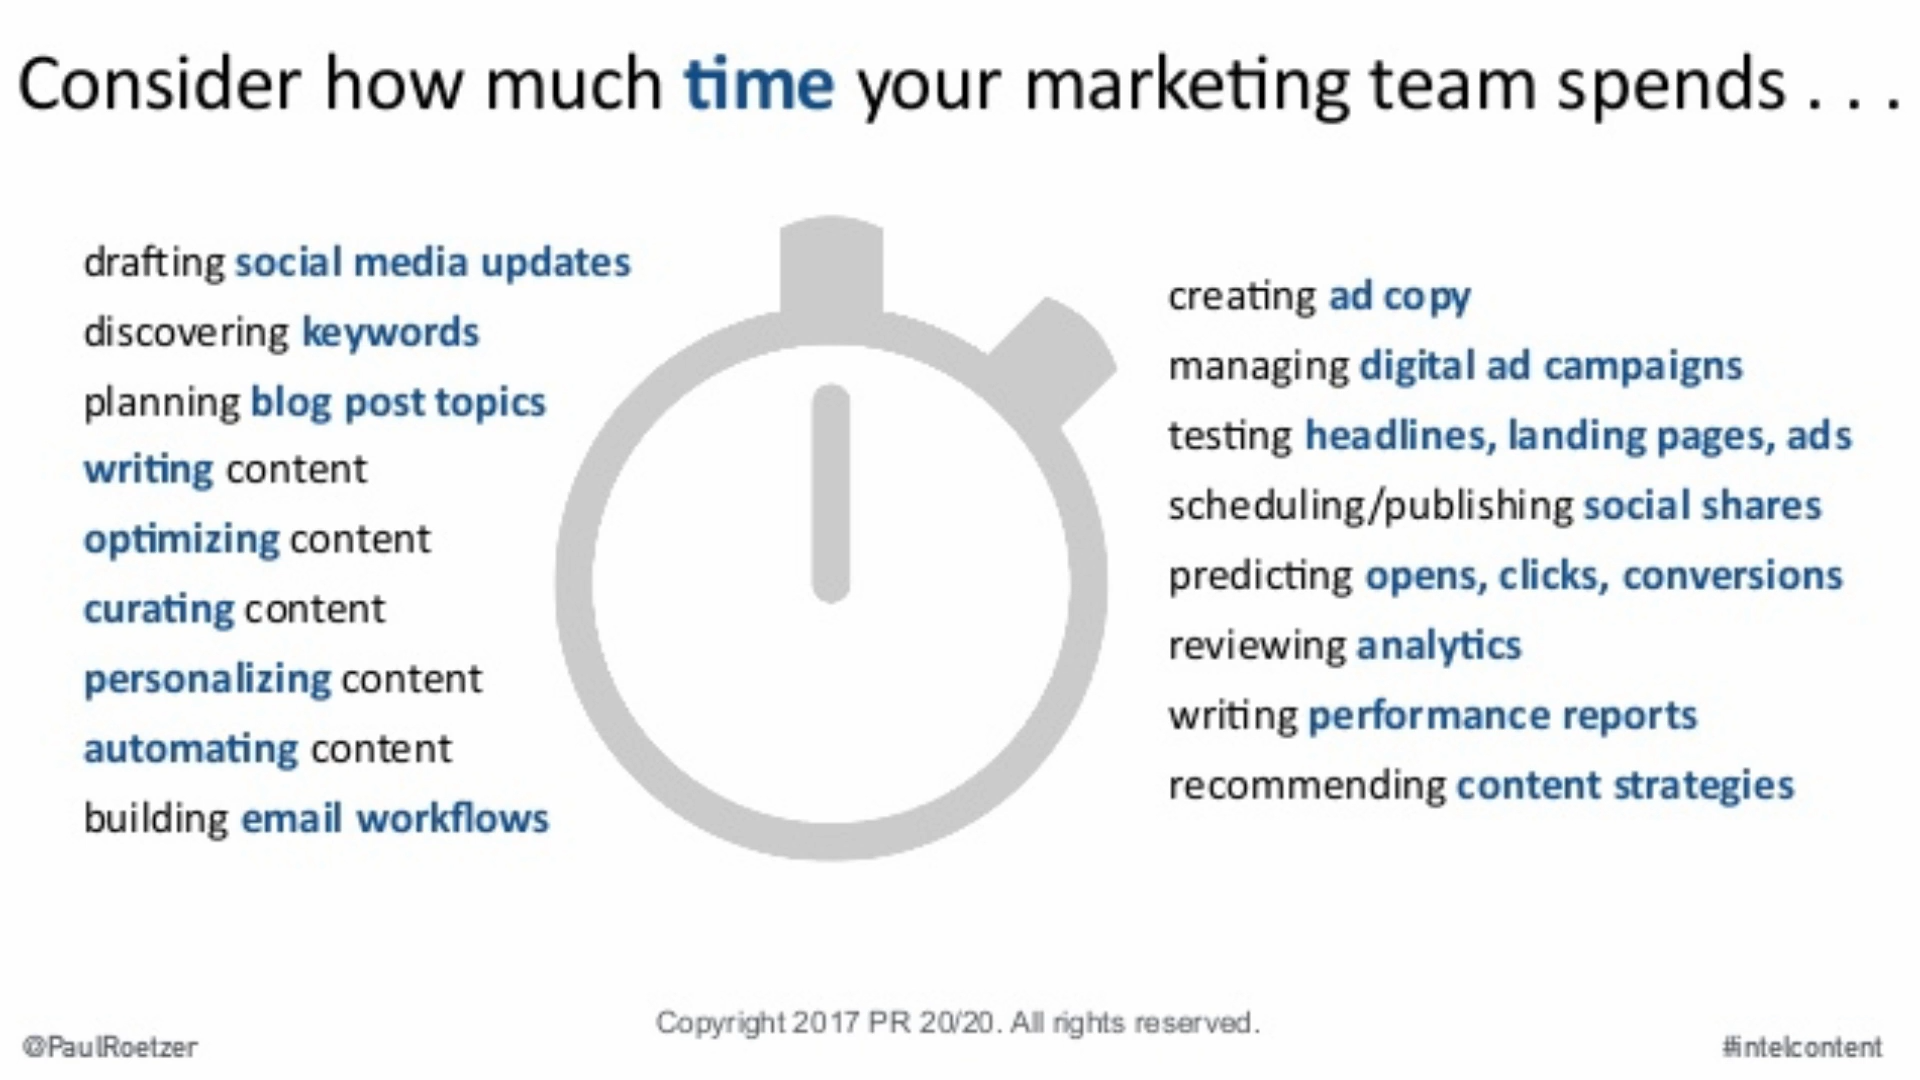 Consider how much time your marketing team spends . . .
drafting social media updates
discovering keywords
planning blog post topics
writing content
optimizing content
curating content
personalizing content
automating content
building email workflows
creating ad copy
managing digital ad campaigns
testing headlines, landing pages, ads
scheduling/publishing social shares
predicting opens, clicks, conversions
reviewing analytics
writing performance reports
recommending content strategies
Copyright 2017 PR 20/20. All rights reserved.
@PaulRoetzer
#intelcontent